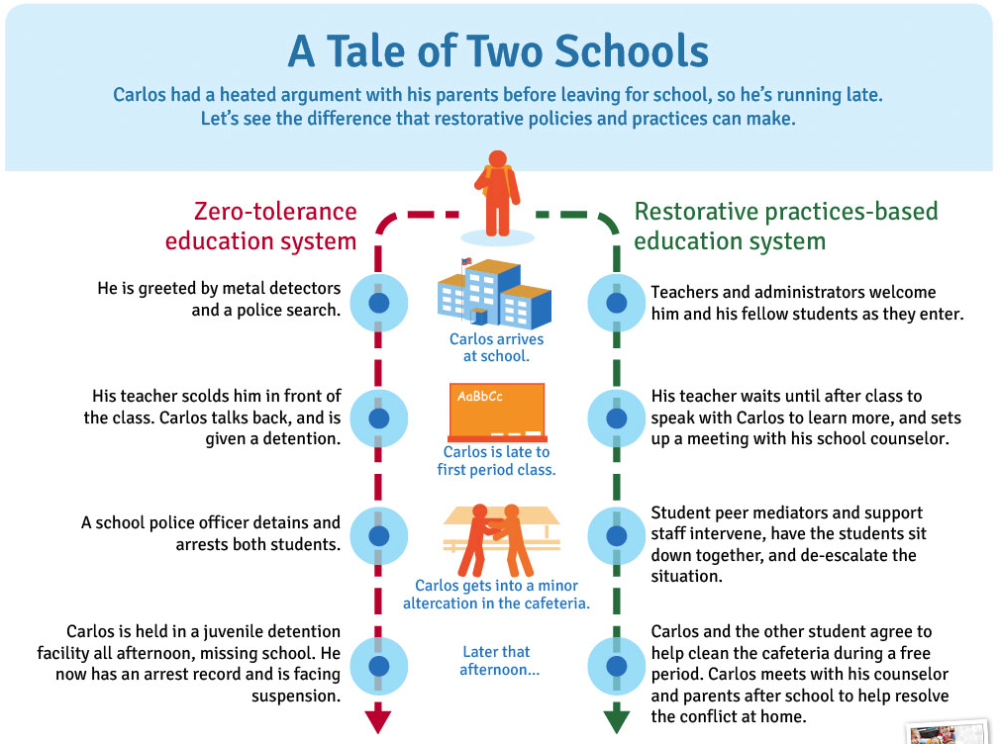 A Tale of Two Schools
Carlos had a heated argument with his parents before leaving for school, so he's running late.
Let's see the difference that restorative policies and practices can make.
Zero-tolerance
education system
Restorative practices-based
education system
He is greeted by metal detectors
and a police search.
Carlos arrives
at school.
Teachers and administrators welcome
him and his fellow students as they enter.
His teacher scolds him in front of
the class. Carlos talks back, and is
given a detention.
AaBbCc
Carlos is late to
first period class.
His teacher waits until after class to
speak with Carlos to learn more, and sets
up a meeting with his school counselor.
A school police officer detains and
arrests both students.
Carlos gets into a minor
altercation in the cafeteria.
Student peer mediators and support
staff intervene, have the students sit
down together, and de-escalate the
situation.
Carlos is held in a juvenile detention
facility all afternoon, missing school. He
now has an arrest record and is facing
suspension.
Later that
afternoon...
Carlos and the other student agree to
help clean the cafeteria during a free
period. Carlos meets with his counselor
and parents after school to help resolve
the conflict at home.